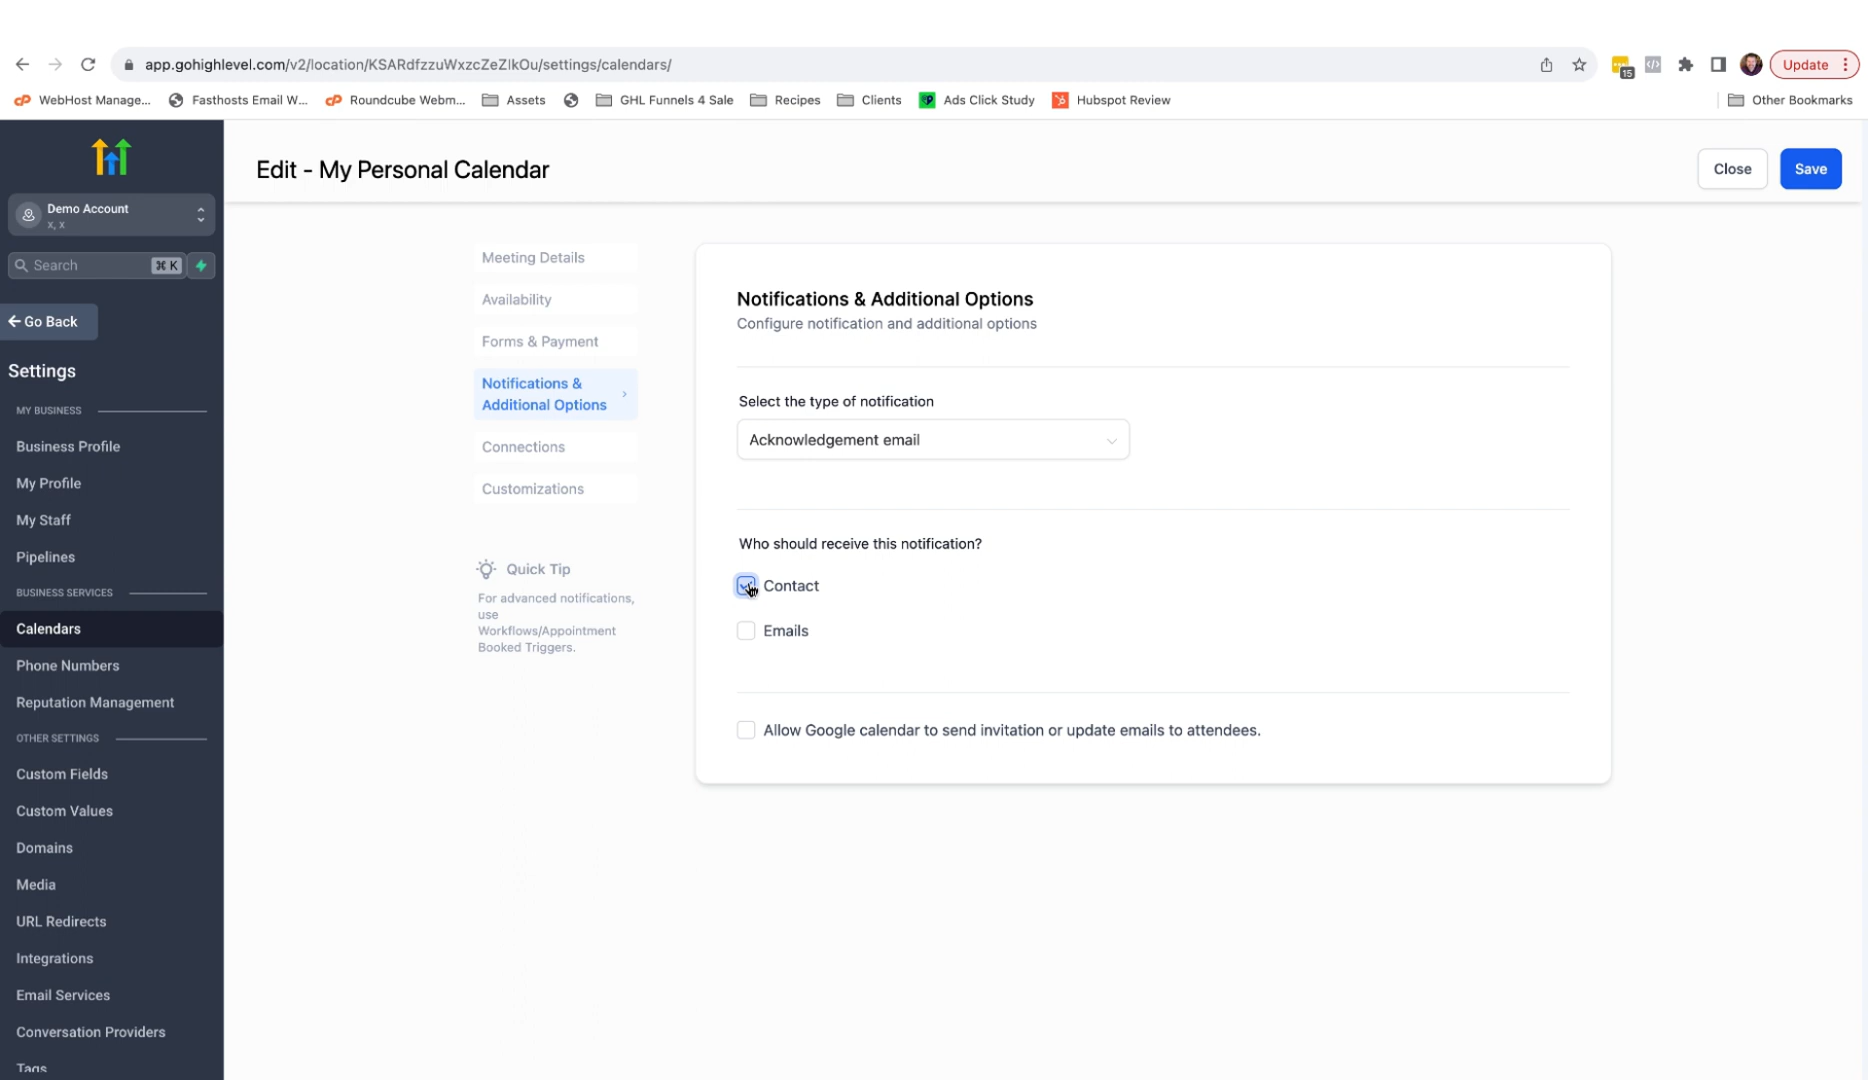 app.gohighlevel.com/v2/location/KSARdfzzuWxzcZeZlkOu/settings/calendars/
15
Update
WebHost Manage...
Fasthosts Email W...
Roundcube Webm...
Assets
GHL Funnels 4 Sale
Recipes
Clients
Ads Click Study
Hubspot Review
Other Bookmarks
Demo Account
x, x
Search
⌘ K
Go Back
Settings
MY BUSINESS
Business Profile
My Profile
My Staff
Pipelines
BUSINESS SERVICES
Calendars
Phone Numbers
Reputation Management
OTHER SETTINGS
Custom Fields
Custom Values
Domains
Media
URL Redirects
Integrations
Email Services
Conversation Providers
Tags
Edit - My Personal Calendar
Close
Save
Meeting Details
Availability
Forms & Payment
Notifications &
Additional Options
Connections
Customizations
Quick Tip
For advanced notifications,
use
Workflows/Appointment
Booked Triggers.
Notifications & Additional Options
Configure notification and additional options
Select the type of notification
Acknowledgement email
Who should receive this notification?
Contact
Emails
Allow Google calendar to send invitation or update emails to attendees.